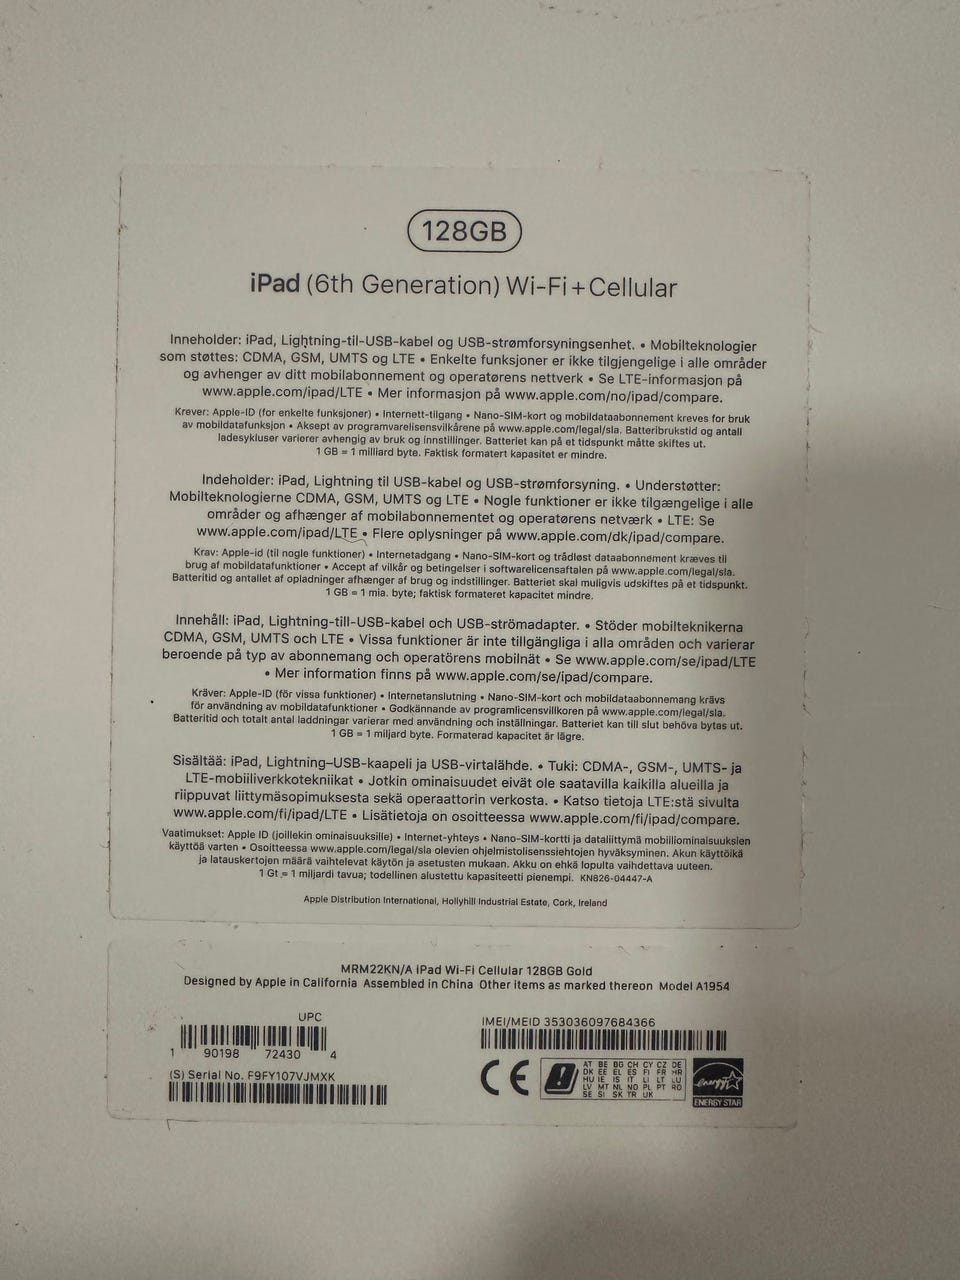 128GB
iPad (6th Generation) Wi-Fi + Cellular
Inneholder: iPad, Lightning-til-USB-kabel og USB-strømforsyningsenhet. • Mobilteknologier
som støttes: CDMA, GSM, UMTS og LTE • Enkelte funksjoner er ikke tilgjengelige i alle områder
og avhenger av ditt mobilabonnement og operatørens nettverk • Se LTE-informasjon på
www.apple.com/ipad/LTE • Mer informasjon på www.apple.com/no/ipad/compare.
Krever: Apple-ID (for enkelte funksjoner) • Internett-tilgang • Nano-SIM-kort og mobildataabonnement kreves for bruk
av mobildatafunksjon • Aksept av programvarelisensvilkårene på www.apple.com/legal/sla. Batteribrukstid og antall
ladesykluser varierer avhengig av bruk og innstillinger. Batteriet kan på et tidspunkt måtte skiftes ut.
1 GB = 1 milliard byte. Faktisk formatert kapasitet er mindre.
Indeholder: iPad, Lightning til USB-kabel og USB-strømforsyning. • Understøtter:
Mobilteknologierne CDMA, GSM, UMTS og LTE • Nogle funktioner er ikke tilgængelige i alle
områder og afhænger af mobilabonnementet og operatørens netværk • LTE: Se
www.apple.com/ipad/LTE • Flere oplysninger på www.apple.com/dk/ipad/compare.
Krav: Apple-id (til nogle funktioner) • Internetadgang • Nano-SIM-kort og trådløst dataabonnement kræves til
brug af mobildatafunktioner • Accept af vilkår og betingelser i softwarelicensaftalen på www.apple.com/legal/sla.
Batteritid og antallet af opladninger afhænger af brug og indstillinger. Batteriet skal muligvis udskiftes på et tidspunkt.
1 GB = 1 mia. byte; faktisk formateret kapacitet mindre.
Innehåll: iPad, Lightning-till-USB-kabel och USB-strömadapter. • Stöder mobilteknikerna
CDMA, GSM, UMTS och LTE • Vissa funktioner är inte tillgängliga i alla områden och varierar
beroende på typ av abonnemang och operatörens mobilnät • Se www.apple.com/se/ipad/LTE
• Mer information finns på www.apple.com/se/ipad/compare.
Kräver: Apple-ID (för vissa funktioner) • Internetanslutning • Nano-SIM-kort och mobildataabonnemang krävs
för användning av mobildatafunktioner • Godkännande av programlicensvillkoren på www.apple.com/legal/sla.
Batteritid och totalt antal laddningar varierar med användning och inställningar. Batteriet kan till slut behöva bytas ut.
1 GB = 1 miljard byte. Formaterad kapacitet är lägre.
Sisältää: iPad, Lightning–USB-kaapeli ja USB-virtalähde. • Tuki: CDMA-, GSM-, UMTS- ja
LTE-mobiiliverkkotekniikat • Jotkin ominaisuudet eivät ole saatavilla kaikilla alueilla ja
riippuvat liittymäsopimuksesta sekä operaattorin verkosta. • Katso tietoja LTE:stä sivulta
www.apple.com/fi/ipad/LTE • Lisätietoja on osoitteessa www.apple.com/fi/ipad/compare.
Vaatimukset: Apple ID (joillekin ominaisuuksille) • Internet-yhteys • Nano-SIM-kortti ja dataliittymä mobiiliominaisuuksien
käyttöä varten • Osoitteessa www.apple.com/legal/sla olevien ohjelmistolisenssiehtojen hyväksyminen. Akun käyttöikä
ja latauskertojen määrä vaihtelevat käytön ja asetusten mukaan. Akku on ehkä lopulta vaihdettava uuteen.
1 Gt = 1 miljardi tavua; todellinen alustettu kapasiteetti pienempi. KN826-04447-A
Apple Distribution International, Hollyhill Industrial Estate, Cork, Ireland
MRM22KN/A iPad Wi-Fi Cellular 128GB Gold
Designed by Apple in California Assembled in China Other items as marked thereon Model A1954
UPC
1 90198 72430 4
(S) Serial No. F9FY107VJMXK
IMEI/MEID 353036097684366
CE
AT BE BG CH CY CZ DE
DK EE EL ES FI FR HR
HU IE IS IT LI LT LU
LV MT NL NO PL PT RO
SE SI SK TR UK
energy
ENERGY STAR